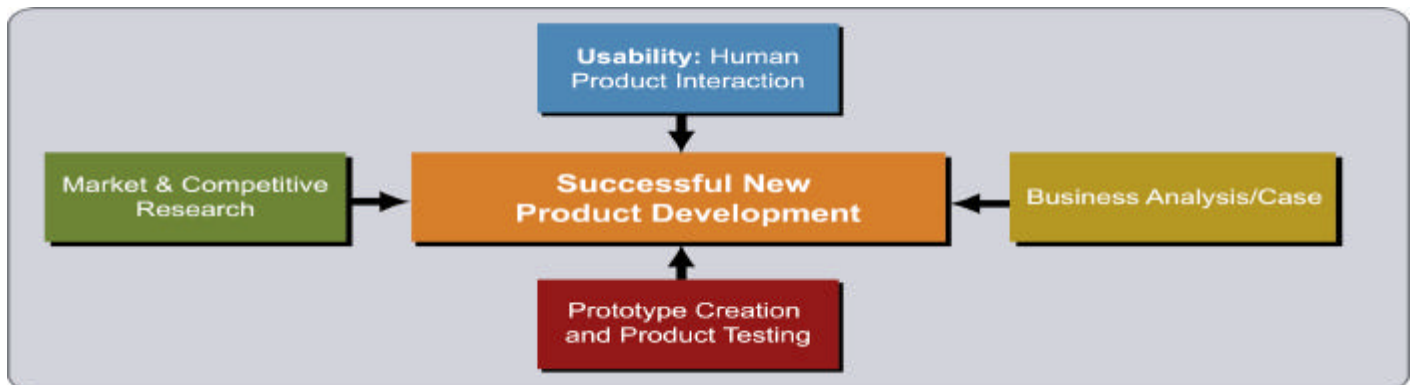 Usability: Human
Product Interaction
Market & Competitive
Research
Successful New
Product Development
Business Analysis/Case
Prototype Creation
and Product Testing